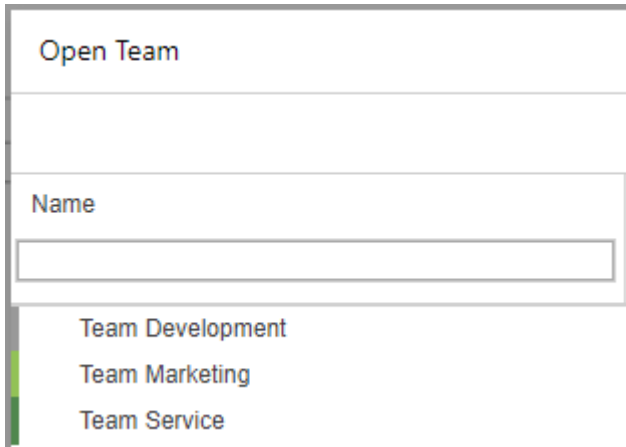 Open Team
Name
Team Development
Team Marketing
Team Service